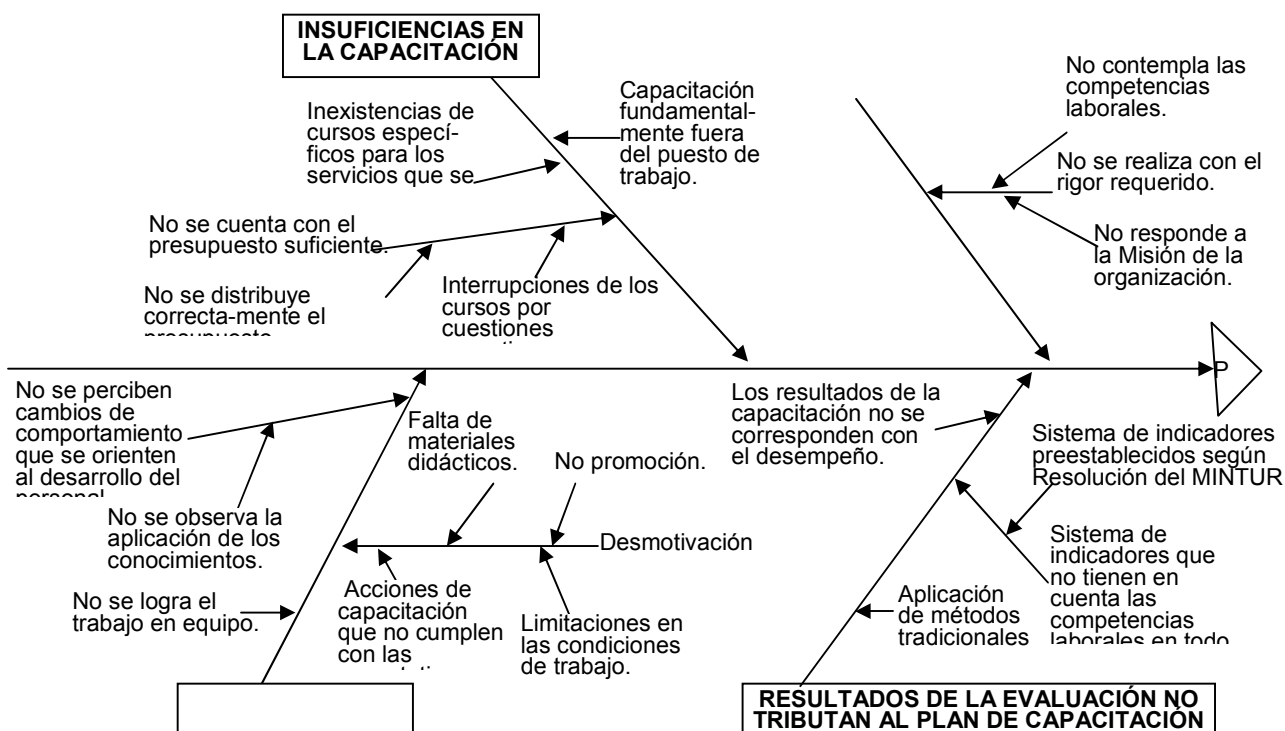 INSUFICIENCIAS EN
LA CAPACITACIÓN
Inexistencias de
cursos especí-
ficos para los
servicios que se
Capacitación
fundamental-
mente fuera
del puesto de
trabajo.
No contempla las
competencias
laborales.
No se realiza con el
rigor requerido.
No responde a
la Misión de la
organización.
No se cuenta con el
presupuesto suficiente.
No se distribuye
correcta-mente el
presupuesto
Interrupciones de los
cursos por
cuestiones
P
No se perciben
cambios de
comportamiento
que se orienten
al desarrollo del
personal
No se observa la
aplicación de los
conocimientos.
No se logra el
trabajo en equipo.
Falta de
materiales
didácticos.
No promoción.
Desmotivación
Acciones de
capacitación
que no cumplen
con las
Limitaciones en
las condiciones
de trabajo.
Los resultados de la
capacitación no se
corresponden con
el desempeño.
Sistema de indicadores
preestablecidos según
Resolución del MINTUR
Sistema de
indicadores que
no tienen en
cuenta las
competencias
laborales en todo
Aplicación
de métodos
tradicionales
RESULTADOS DE LA EVALUACIÓN NO
TRIBUTAN AL PLAN DE CAPACITACIÓN